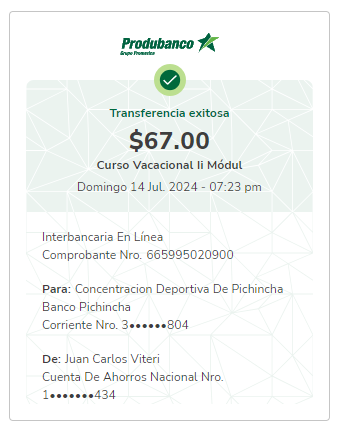 Produbanco
Grupo Promerica
Transferencia exitosa
$67.00
Curso Vacacional Ii Módul
Domingo 14 Jul. 2024 - 07:23 pm
Interbancaria En Línea
Comprobante Nro. 665995020900
Para: Concentracion Deportiva De Pichincha
Banco Pichincha
Corriente Nro. 3••••••804
De: Juan Carlos Viteri
Cuenta De Ahorros Nacional Nro.
1•••••••434